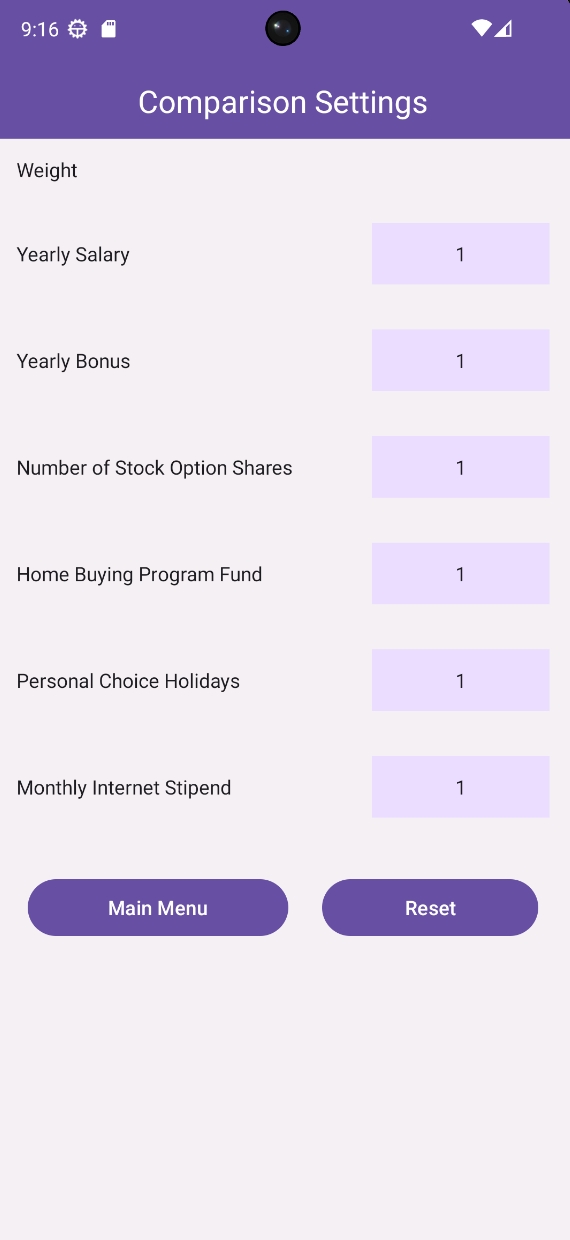 9:16
Comparison Settings
Weight
Yearly Salary 1
Yearly Bonus 1
Number of Stock Option Shares 1
Home Buying Program Fund 1
Personal Choice Holidays 1
Monthly Internet Stipend 1
Main Menu Reset